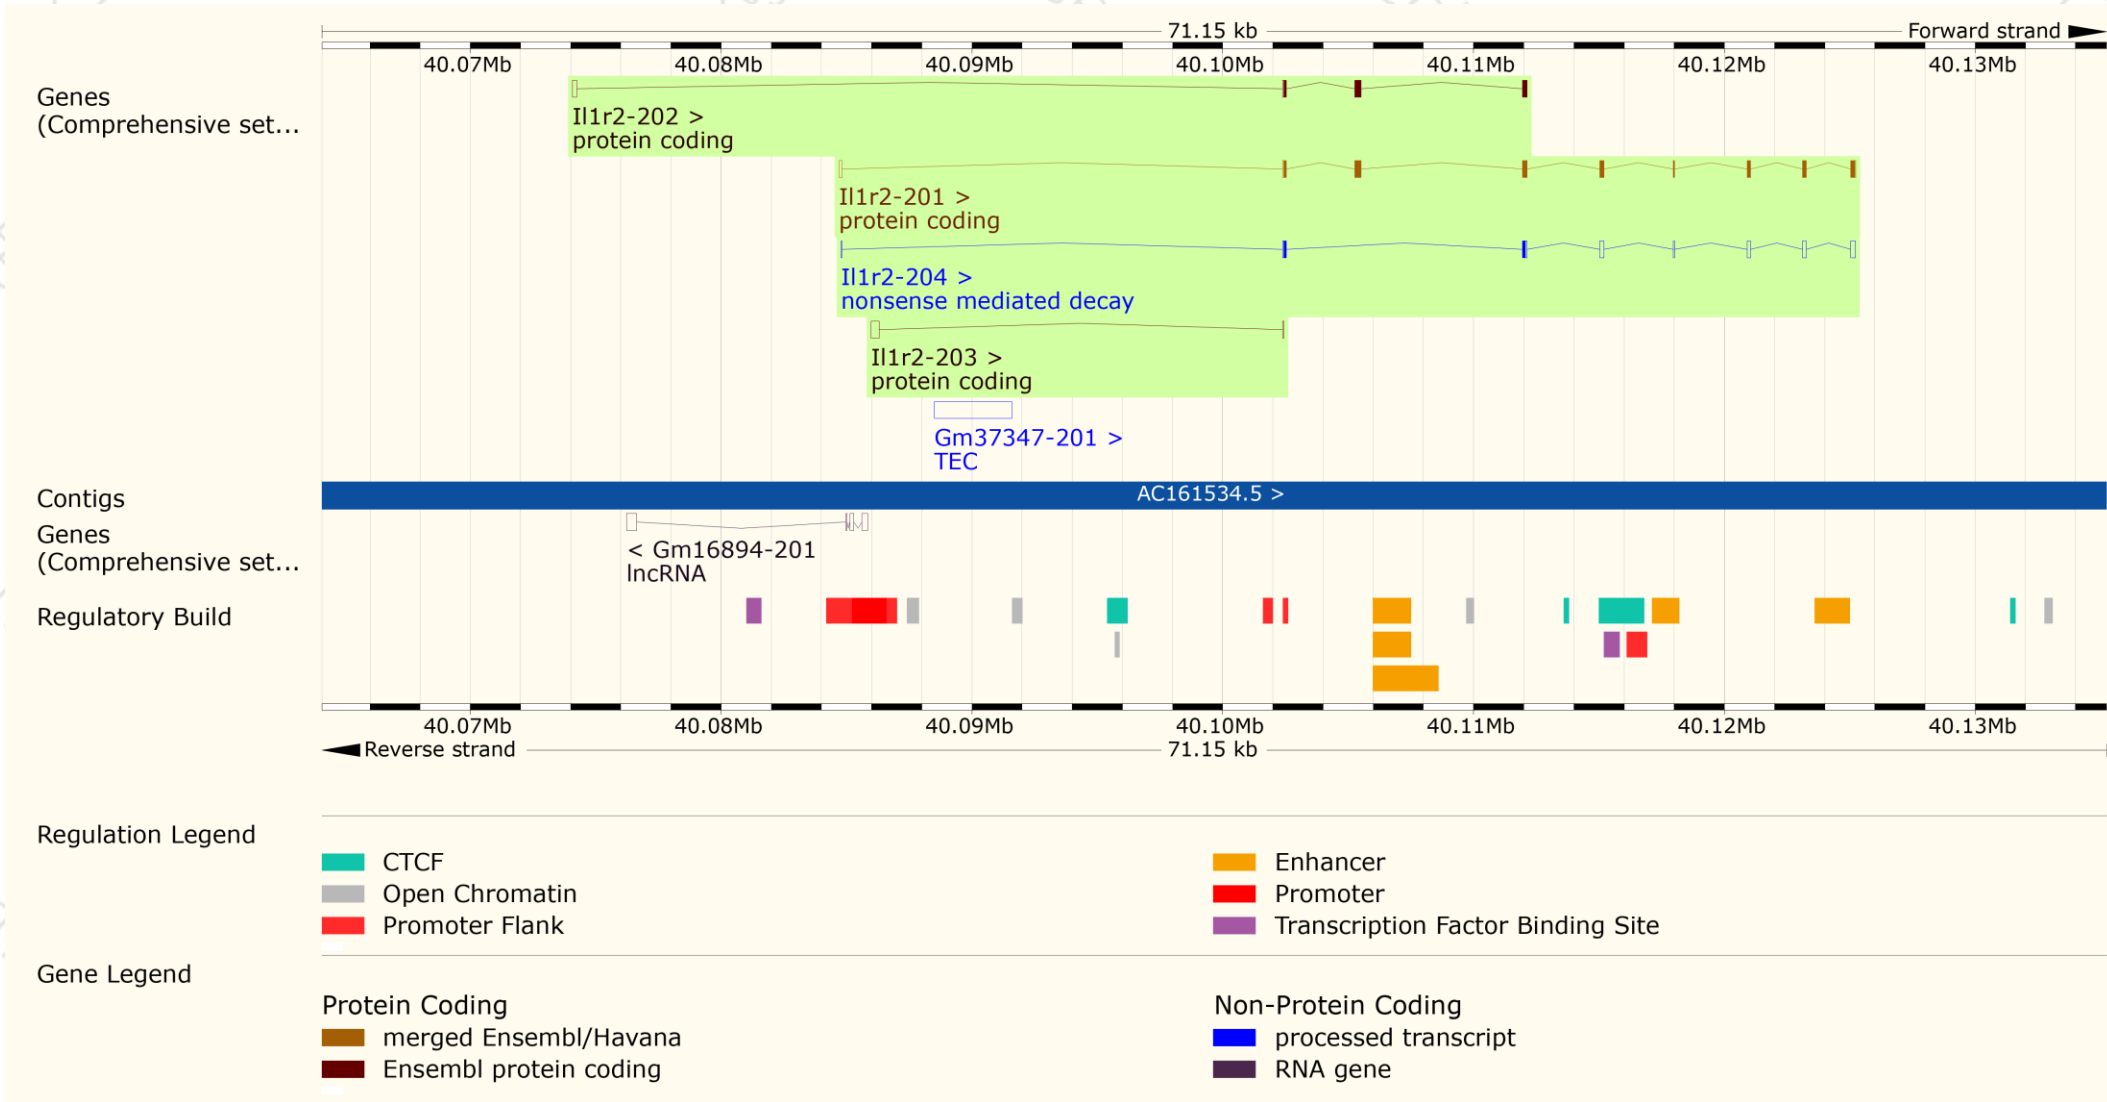 71.15 kb Forward strand
40.07Mb 40.08Mb 40.09Mb 40.10Mb 40.11Mb 40.12Mb 40.13Mb
Genes
(Comprehensive set...
Il1r2-202 >
protein coding
Il1r2-201 >
protein coding
Il1r2-204 >
nonsense mediated decay
Il1r2-203 >
protein coding
Gm37347-201 >
TEC
Contigs
AC161534.5 >
Genes
(Comprehensive set...
< Gm16894-201
lncRNA
Regulatory Build
40.07Mb 40.08Mb 40.09Mb 40.10Mb 40.11Mb 40.12Mb 40.13Mb
Reverse strand 71.15 kb
Regulation Legend
CTCF Enhancer
Open Chromatin Promoter
Promoter Flank Transcription Factor Binding Site
Gene Legend
Protein Coding Non-Protein Coding
merged Ensembl/Havana processed transcript
Ensembl protein coding RNA gene